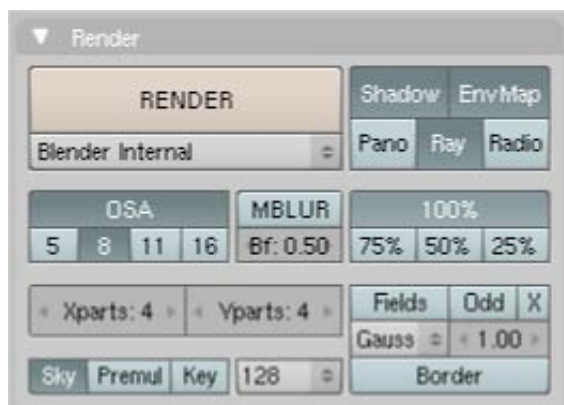 Render
RENDER
Shadow EnvMap
Blender Internal
Pano Ray Radio
OSA MBLUR 100%
5 8 11 16 Bf: 0.50 75% 50% 25%
Xparts: 4 Yparts: 4
Fields Odd X
Gauss 1.00
Sky Premul Key 128 Border